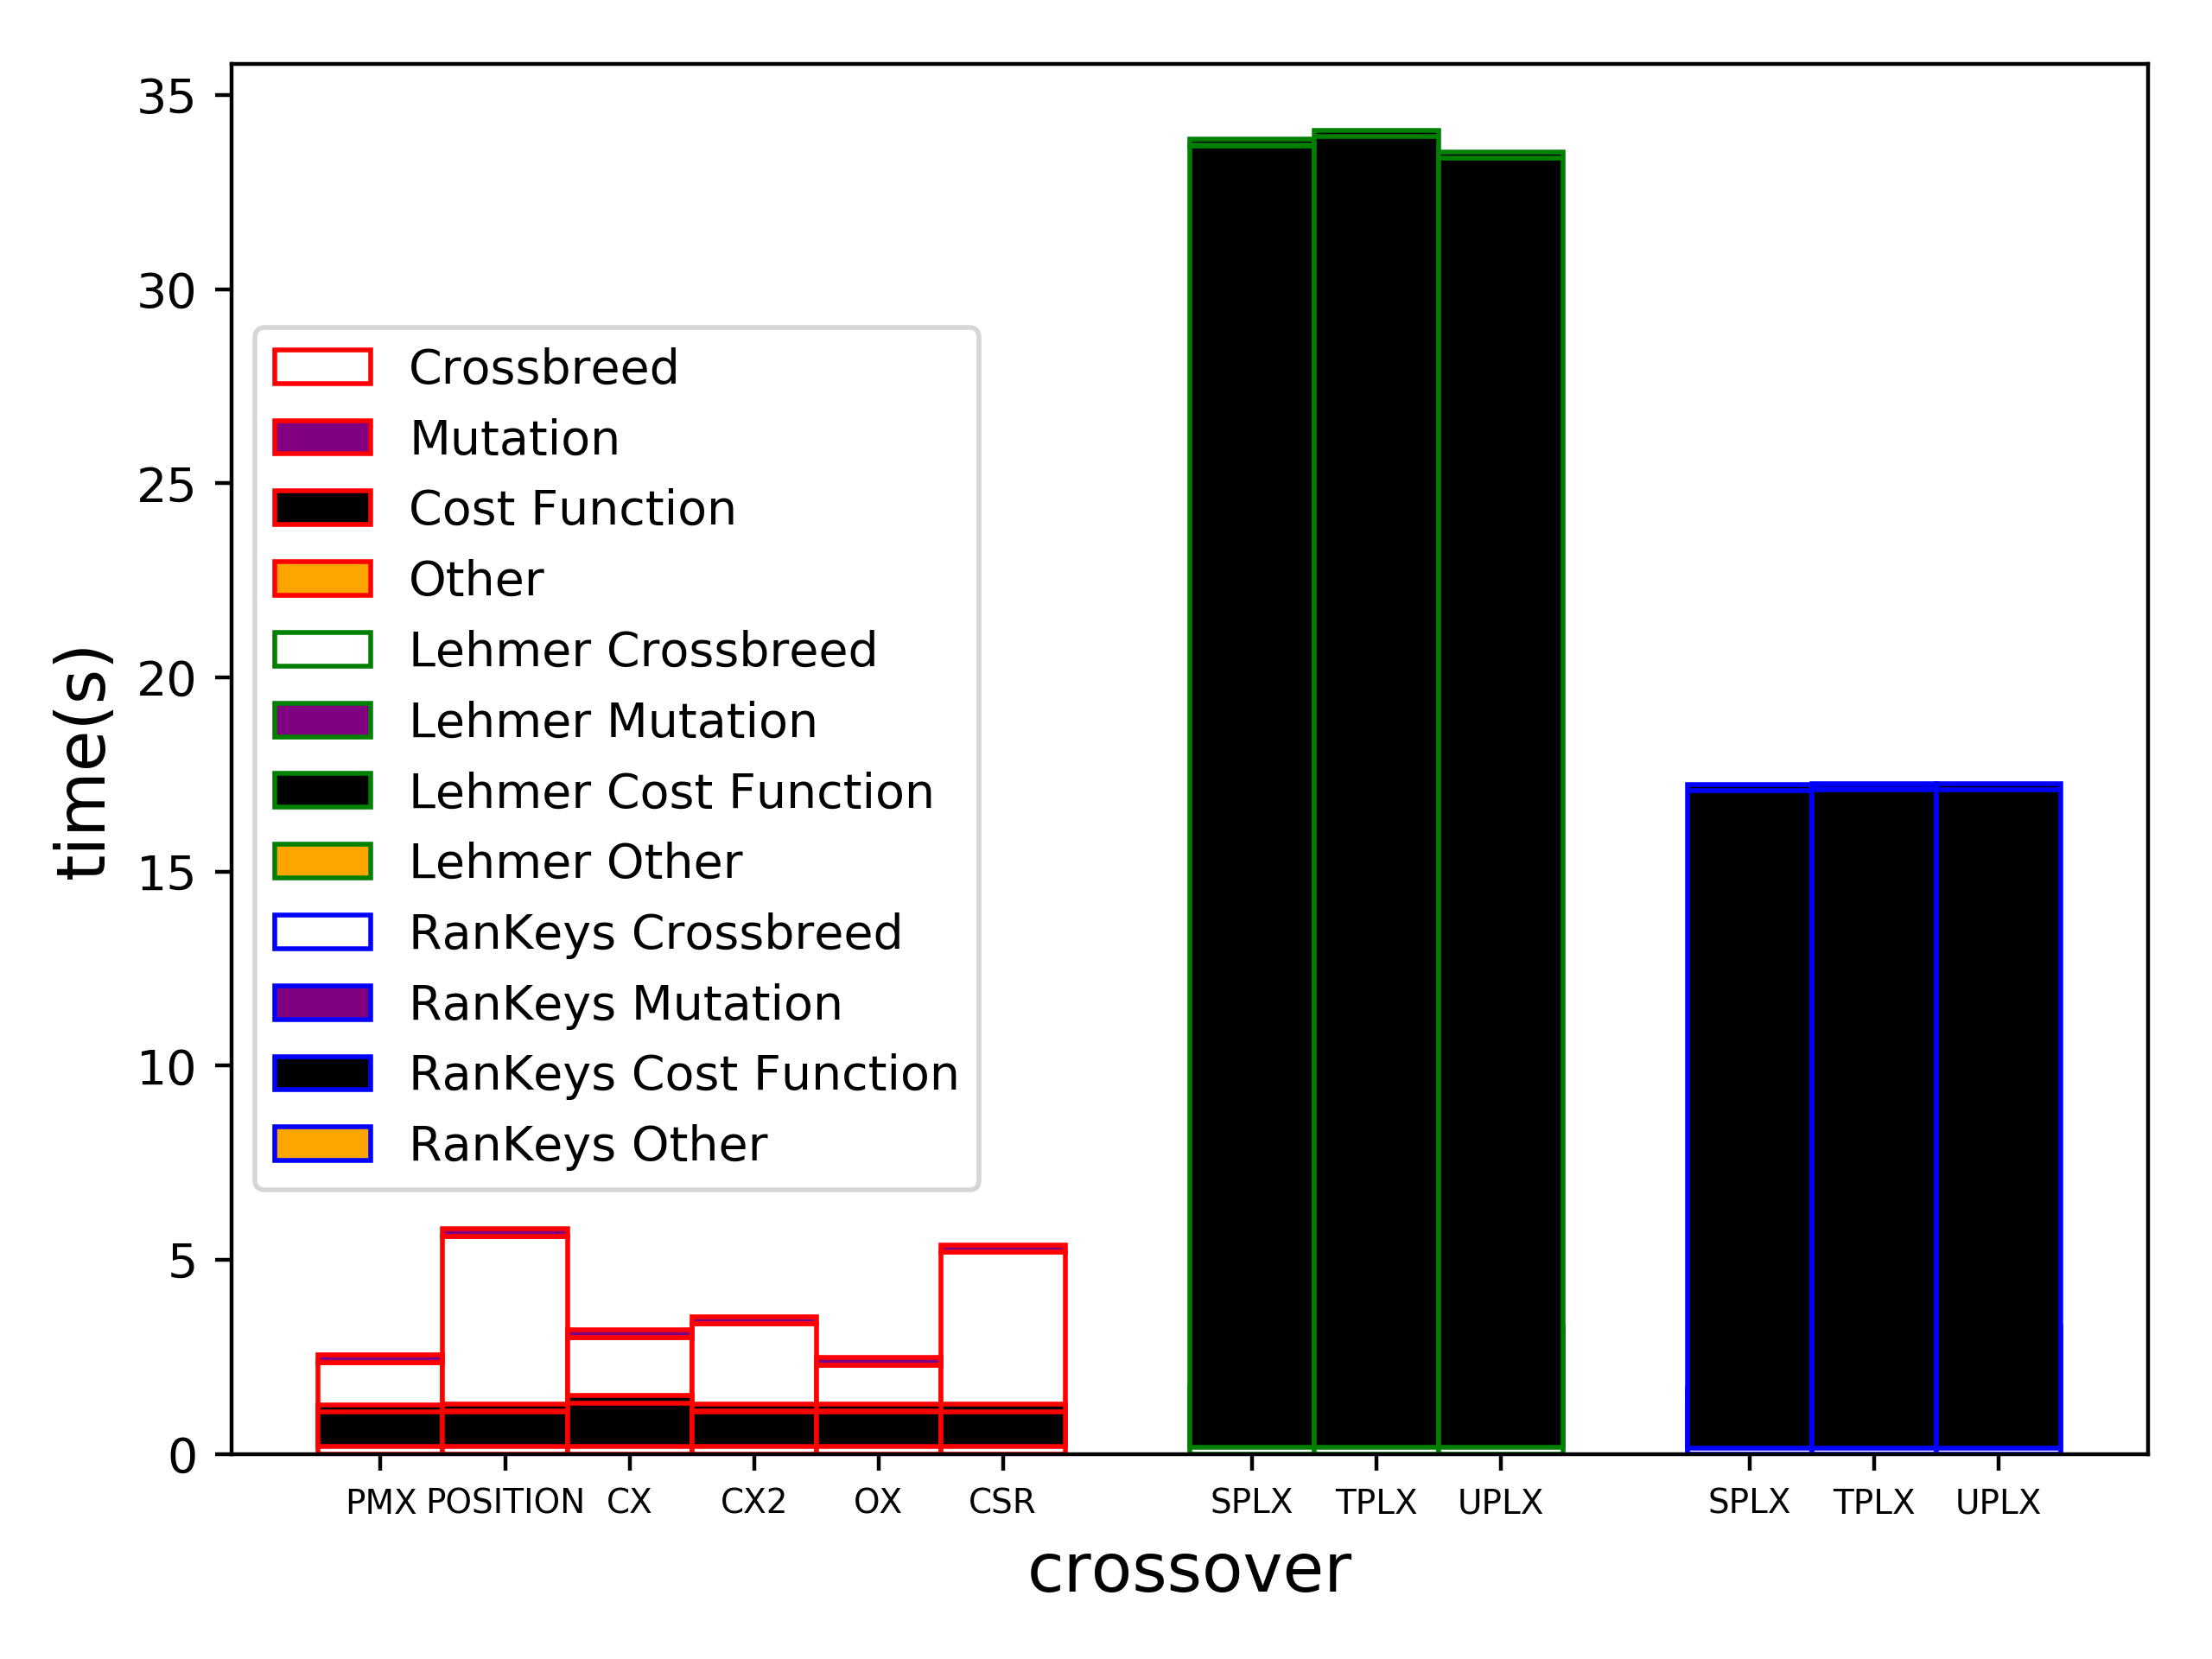 35
30
25
20
15
10
5
0
time(s)
Crossbreed
Mutation
Cost Function
Other
Lehmer Crossbreed
Lehmer Mutation
Lehmer Cost Function
Lehmer Other
RanKeys Crossbreed
RanKeys Mutation
RanKeys Cost Function
RanKeys Other
PMX POSITION CX CX2 OX CSR SPLX TPLX UPLX SPLX TPLX UPLX
crossover